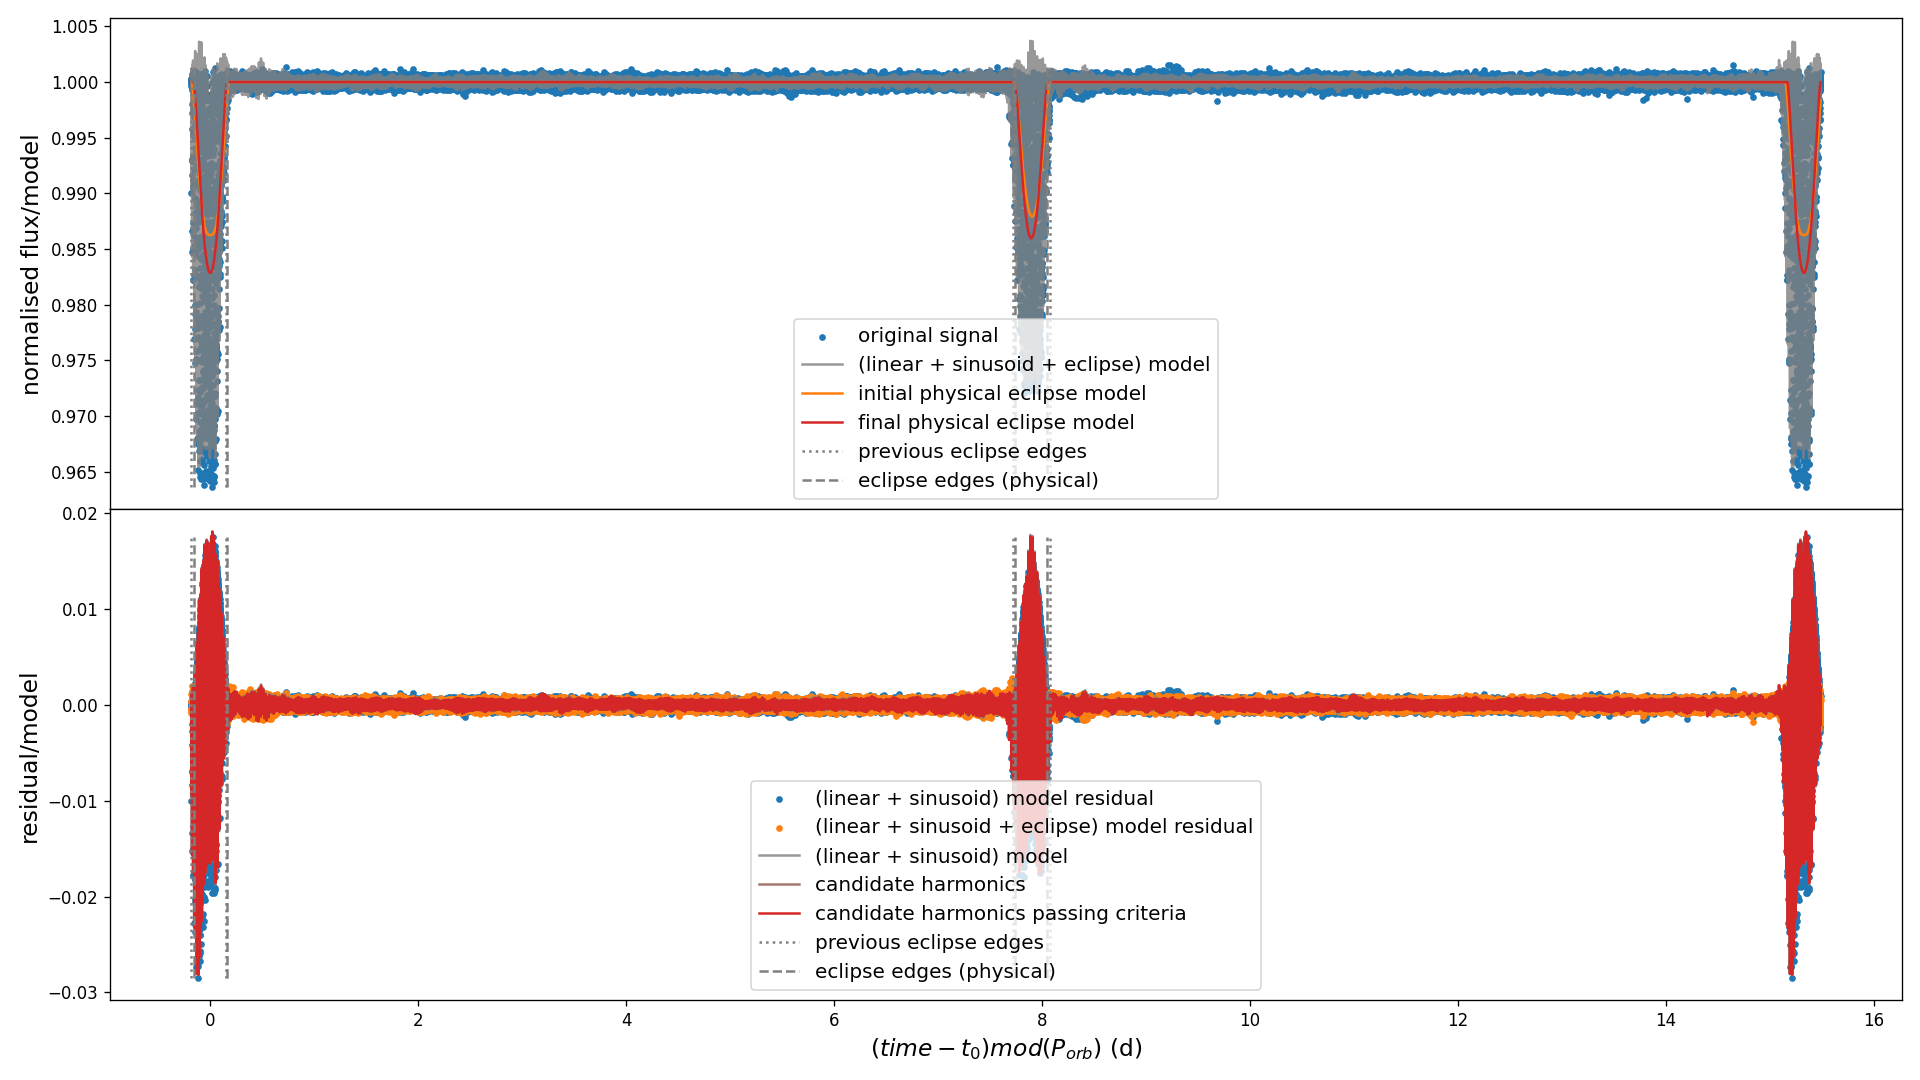 1.005
1.000
0.995
0.990
0.985
0.980
0.975
0.970
0.965
normalised flux/model
original signal
(linear + sinusoid + eclipse) model
initial physical eclipse model
final physical eclipse model
previous eclipse edges
eclipse edges (physical)
0.02
0.01
0.00
−0.01
−0.02
−0.03
residual/model
(linear + sinusoid) model residual
(linear + sinusoid + eclipse) model residual
(linear + sinusoid) model
candidate harmonics
candidate harmonics passing criteria
previous eclipse edges
eclipse edges (physical)
0 2 4 6 8 10 12 14 16
(time − t₀)mod(Pₒᵣb) (d)